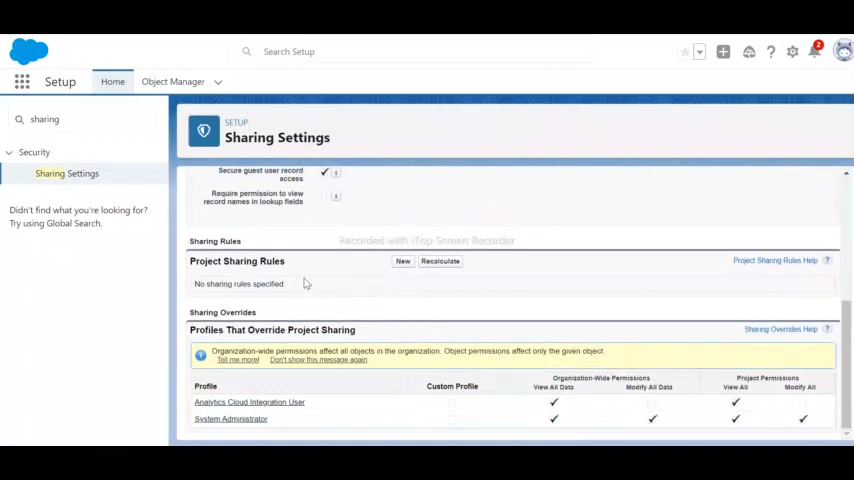 Search Setup
2
Setup
Home
Object Manager
sharing
Security
Sharing Settings
Didn't find what you're looking for?
Try using Global Search.
SETUP
Sharing Settings
Secure guest user record
access
i
Require permission to view
record names in lookup fields
i
Recorded with iTop Screen Recorder
Sharing Rules
Project Sharing Rules
New
Recalculate
Project Sharing Rules Help ?
No sharing rules specified
Sharing Overrides
Profiles That Override Project Sharing
Sharing Overrides Help ?
Organization-wide permissions affect all objects in the organization. Object permissions affect only the given object.
Tell me more! Don't show this message again
Organization-Wide Permissions
Project Permissions
Profile
Custom Profile
View All Data
Modify All Data
View All
Modify All
Analytics Cloud Integration User
System Administrator